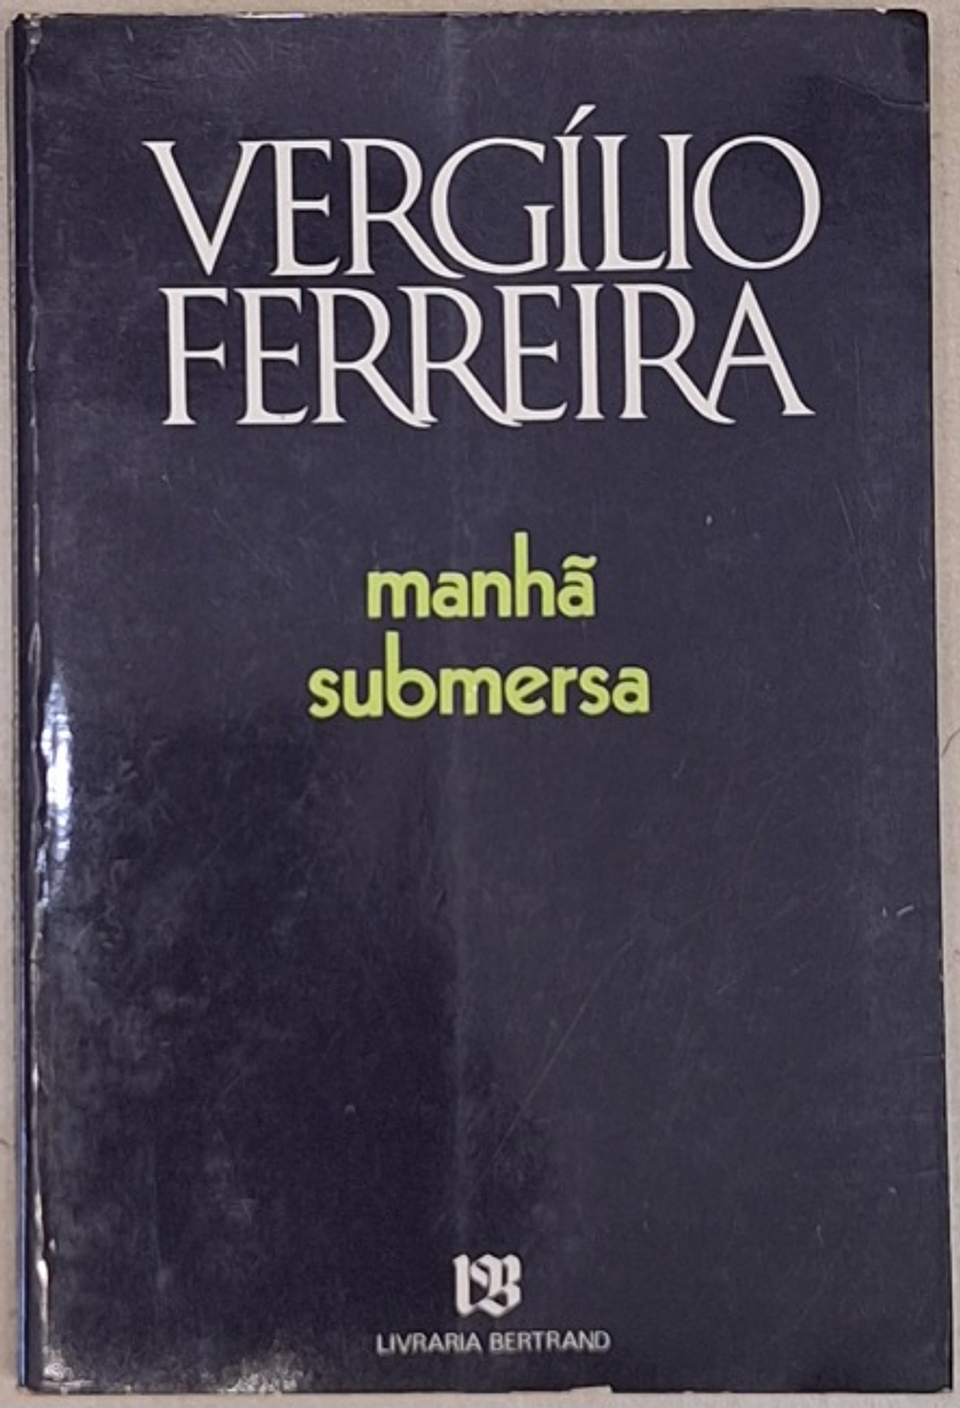 VERGÍLIO
FERREIRA
manhã
submersa
LB
LIVRARIA BERTRAND